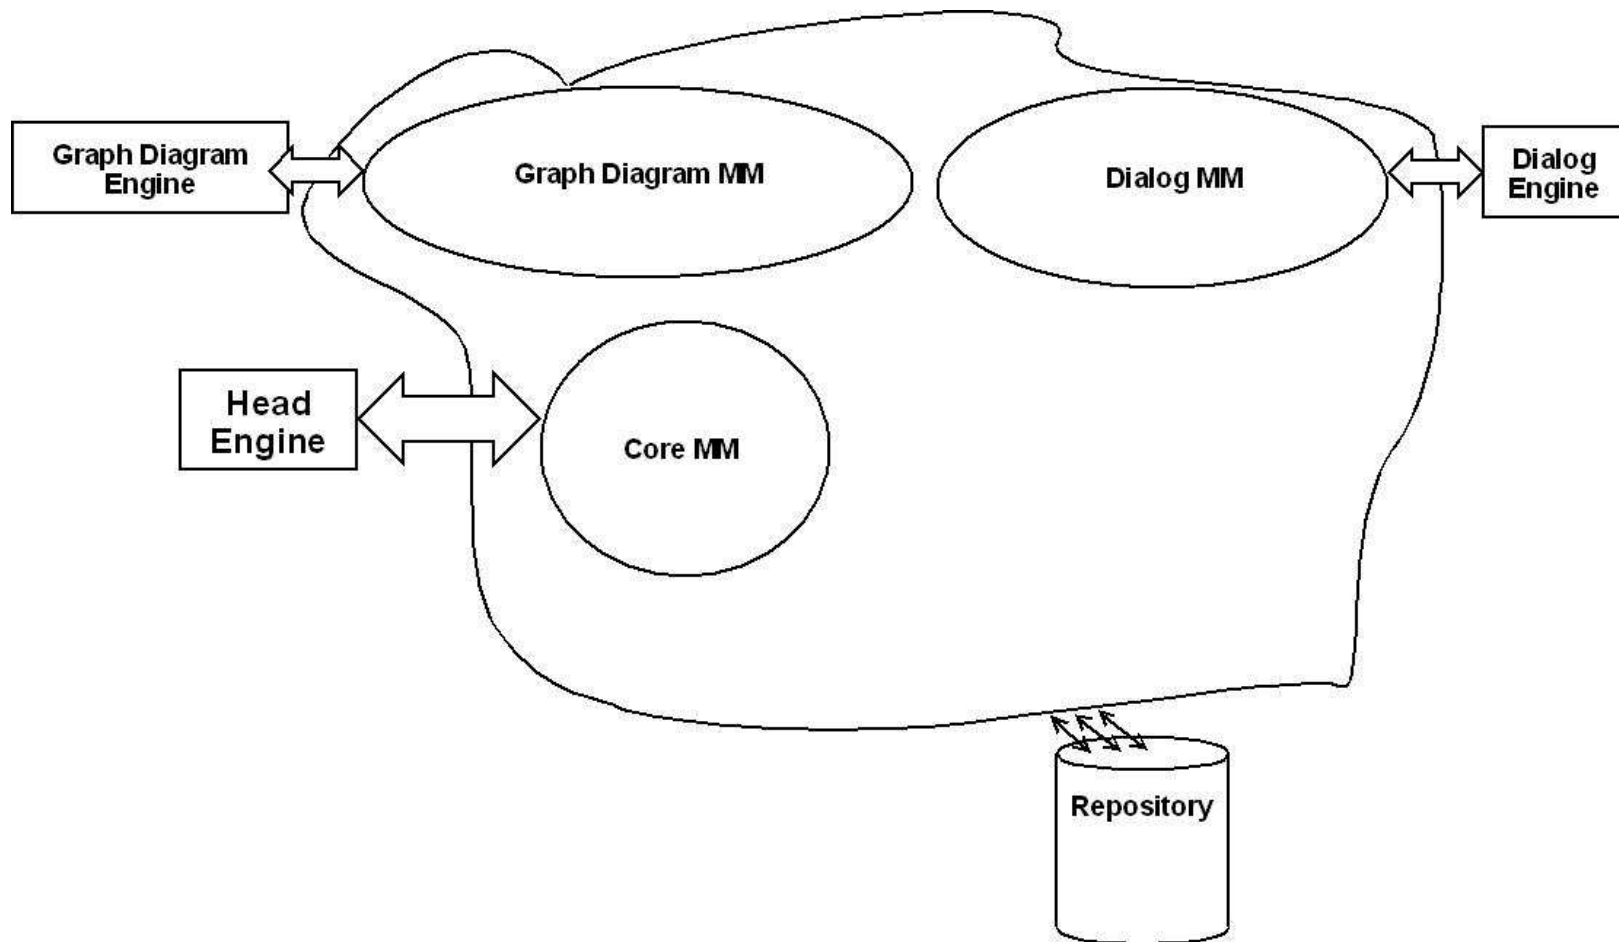 Graph Diagram
Engine
Graph Diagram MM
Dialog MM
Dialog
Engine
Head
Engine
Core MM
Repository